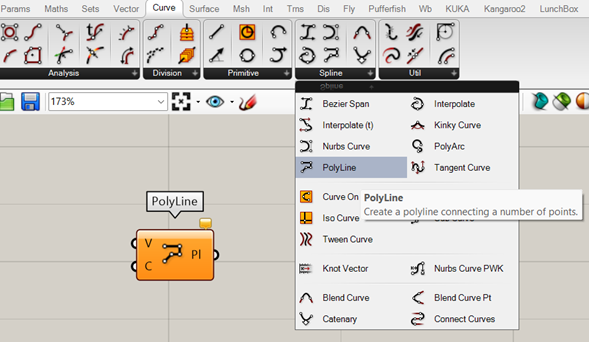 Params Maths Sets Vector Curve Surface Msh Int Trns Dis Fly Pufferfish Wb KUKA Kangaroo2 LunchBox
Analysis Division Primitive Spline Util
173%
Bezier Span Interpolate
Interpolate (t) Kinky Curve
Nurbs Curve PolyArc
PolyLine Tangent Curve
Curve On
PolyLine
Create a polyline connecting a number of points.
Iso Curve
Tween Curve
Knot Vector Nurbs Curve PWK
Blend Curve Blend Curve Pt
Catenary Connect Curves
PolyLine
V
C
Pl